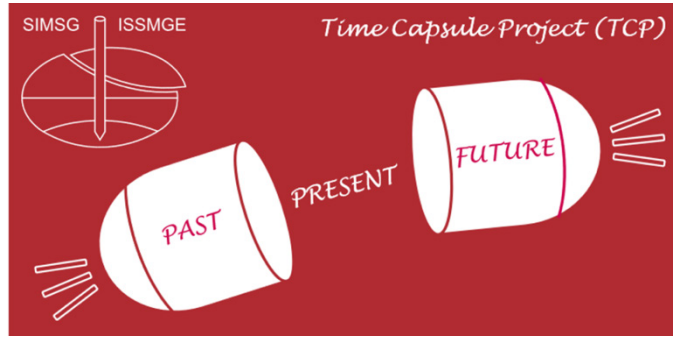 SIMSG ISSMGE
Time Capsule Project (TCP)
FUTURE
PRESENT
PAST